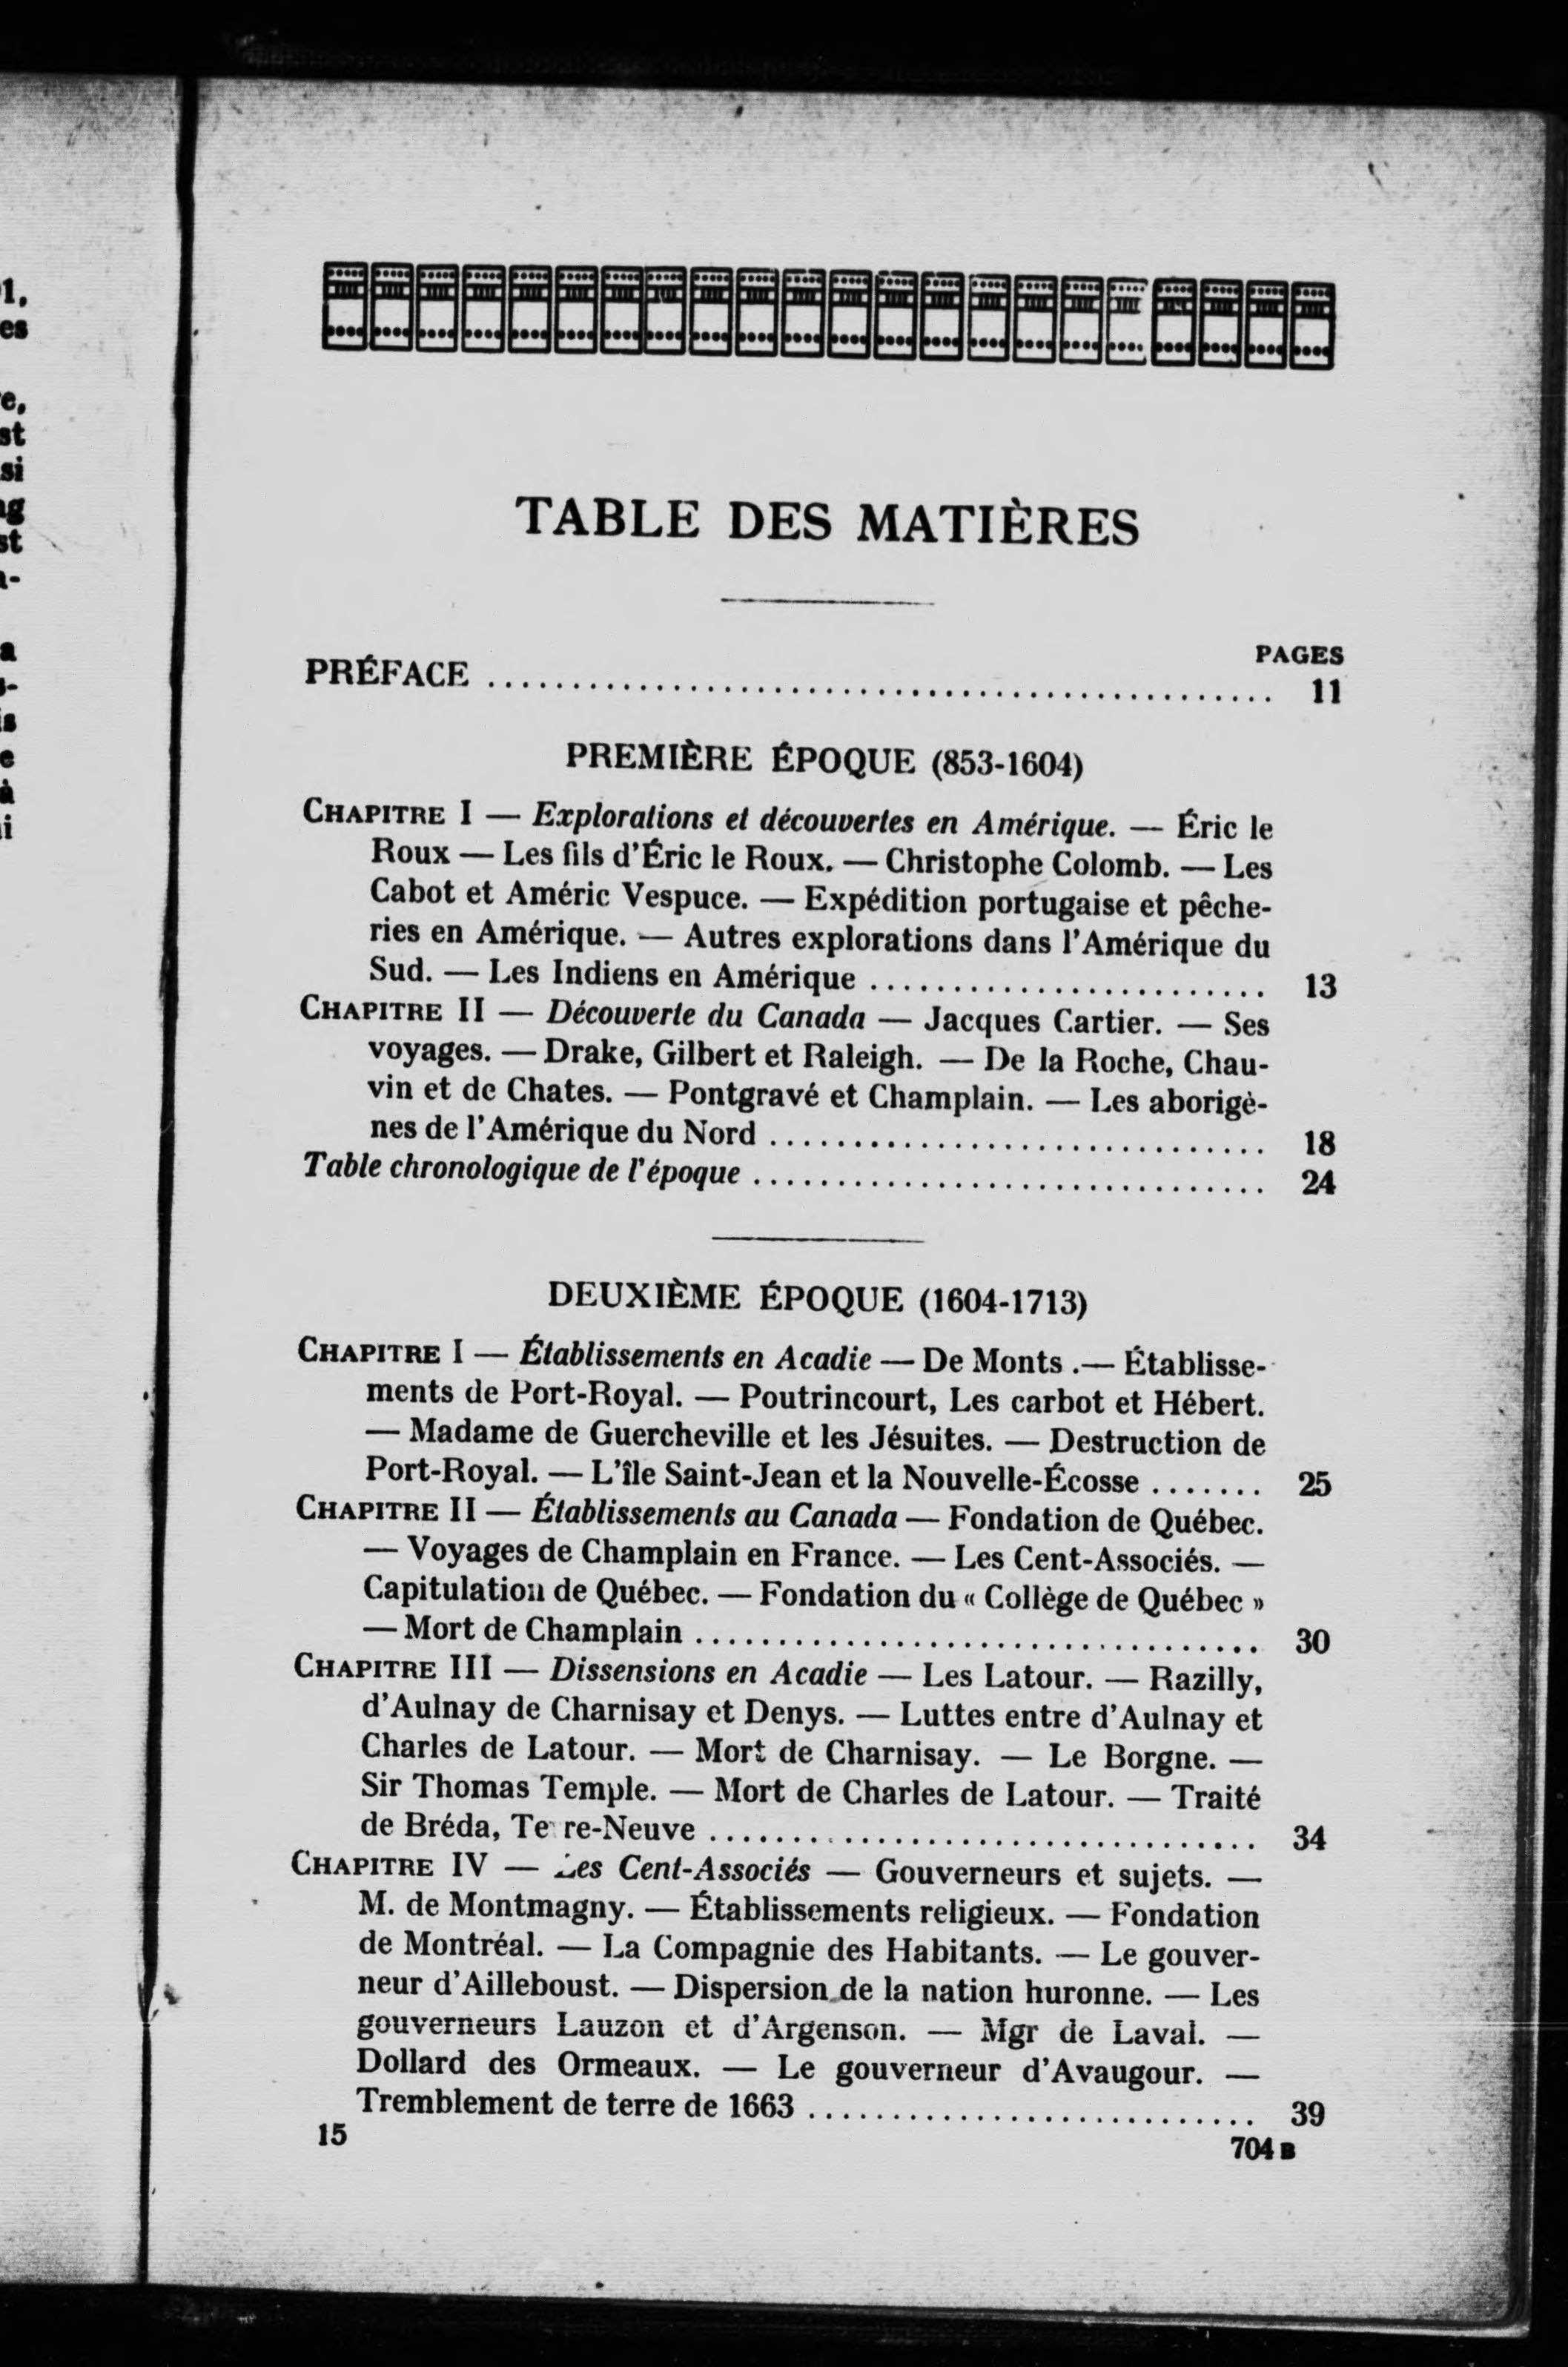 TABLE DES MATIÈRES
PAGES
PRÉFACE .................................................. 11
PREMIÈRE ÉPOQUE (853-1604)
CHAPITRE I — Explorations et découvertes en Amérique. — Éric le
Roux — Les fils d'Éric le Roux. — Christophe Colomb. — Les
Cabot et Améric Vespuce. — Expédition portugaise et pêche-
ries en Amérique. — Autres explorations dans l'Amérique du
Sud. — Les Indiens en Amérique ........................ 13
CHAPITRE II — Découverte du Canada — Jacques Cartier. — Ses
voyages. — Drake, Gilbert et Raleigh. — De la Roche, Chau-
vin et de Chates. — Pontgravé et Champlain. — Les aborigè-
nes de l'Amérique du Nord .............................. 18
Table chronologique de l'époque ............................... 24
DEUXIÈME ÉPOQUE (1604-1713)
CHAPITRE I — Établissements en Acadie — De Monts .— Établisse-
ments de Port-Royal. — Poutrincourt, Les carbot et Hébert.
— Madame de Guercheville et les Jésuites. — Destruction de
Port-Royal. — L'île Saint-Jean et la Nouvelle-Écosse ....... 25
CHAPITRE II — Établissements au Canada — Fondation de Québec.
— Voyages de Champlain en France. — Les Cent-Associés. —
Capitulation de Québec. — Fondation du « Collège de Québec »
— Mort de Champlain .................................. 30
CHAPITRE III — Dissensions en Acadie — Les Latour. — Razilly,
d'Aulnay de Charnisay et Denys. — Luttes entre d'Aulnay et
Charles de Latour. — Mort de Charnisay. — Le Borgne. —
Sir Thomas Temple. — Mort de Charles de Latour. — Traité
de Bréda, Te re-Neuve ................................. 34
CHAPITRE IV — Les Cent-Associés — Gouverneurs et sujets. —
M. de Montmagny. — Établissements religieux. — Fondation
de Montréal. — La Compagnie des Habitants. — Le gouver-
neur d'Ailleboust. — Dispersion de la nation huronne. — Les
gouverneurs Lauzon et d'Argenson. — Mgr de Laval. —
Dollard des Ormeaux. — Le gouverneur d'Avaugour. —
Tremblement de terre de 1663 ........................... 39
15 704 B